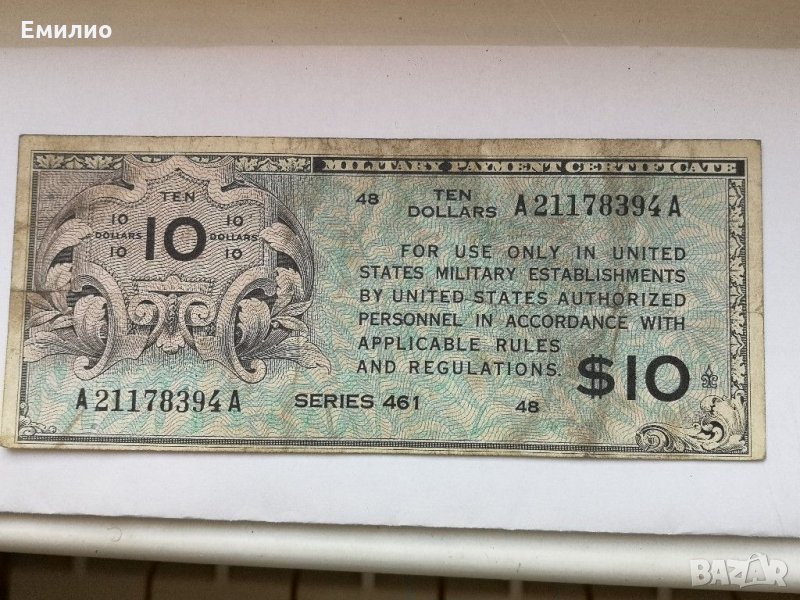 Емилио
MILITARY PAYMENT CERTIFICATE
TEN
10 10
DOLLARS 10 DOLLARS
10 10
48 TEN DOLLARS A21178394A
FOR USE ONLY IN UNITED
STATES MILITARY ESTABLISHMENTS
BY UNITED STATES AUTHORIZED
PERSONNEL IN ACCORDANCE WITH
APPLICABLE RULES
AND REGULATIONS.
$10
A21178394A SERIES 461 48
BAZAR